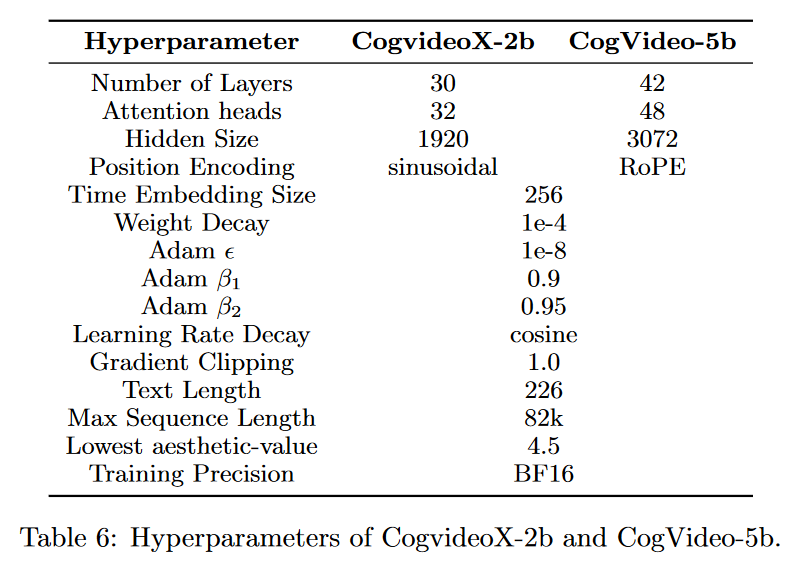 Hyperparameter CogvideoX-2b CogVideo-5b
Number of Layers 30 42
Attention heads 32 48
Hidden Size 1920 3072
Position Encoding sinusoidal RoPE
Time Embedding Size 256
Weight Decay 1e-4
Adam ϵ 1e-8
Adam β₁ 0.9
Adam β₂ 0.95
Learning Rate Decay cosine
Gradient Clipping 1.0
Text Length 226
Max Sequence Length 82k
Lowest aesthetic-value 4.5
Training Precision BF16
Table 6: Hyperparameters of CogvideoX-2b and CogVideo-5b.